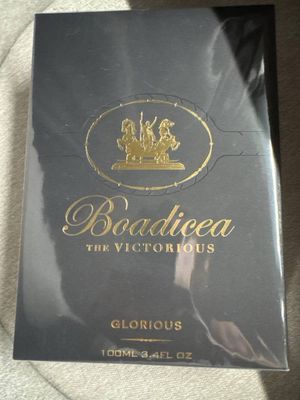 Boadicea
THE VICTORIOUS
GLORIOUS
100ML 3.4FL OZ